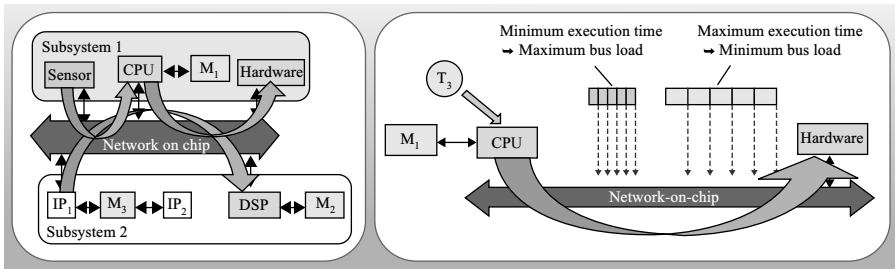 Subsystem 1
Sensor
CPU
M1
Hardware
Network on chip
IP1
M3
IP2
DSP
M2
Subsystem 2
Minimum execution time
➥ Maximum bus load
Maximum execution time
➥ Minimum bus load
T3
M1
CPU
Hardware
Network-on-chip